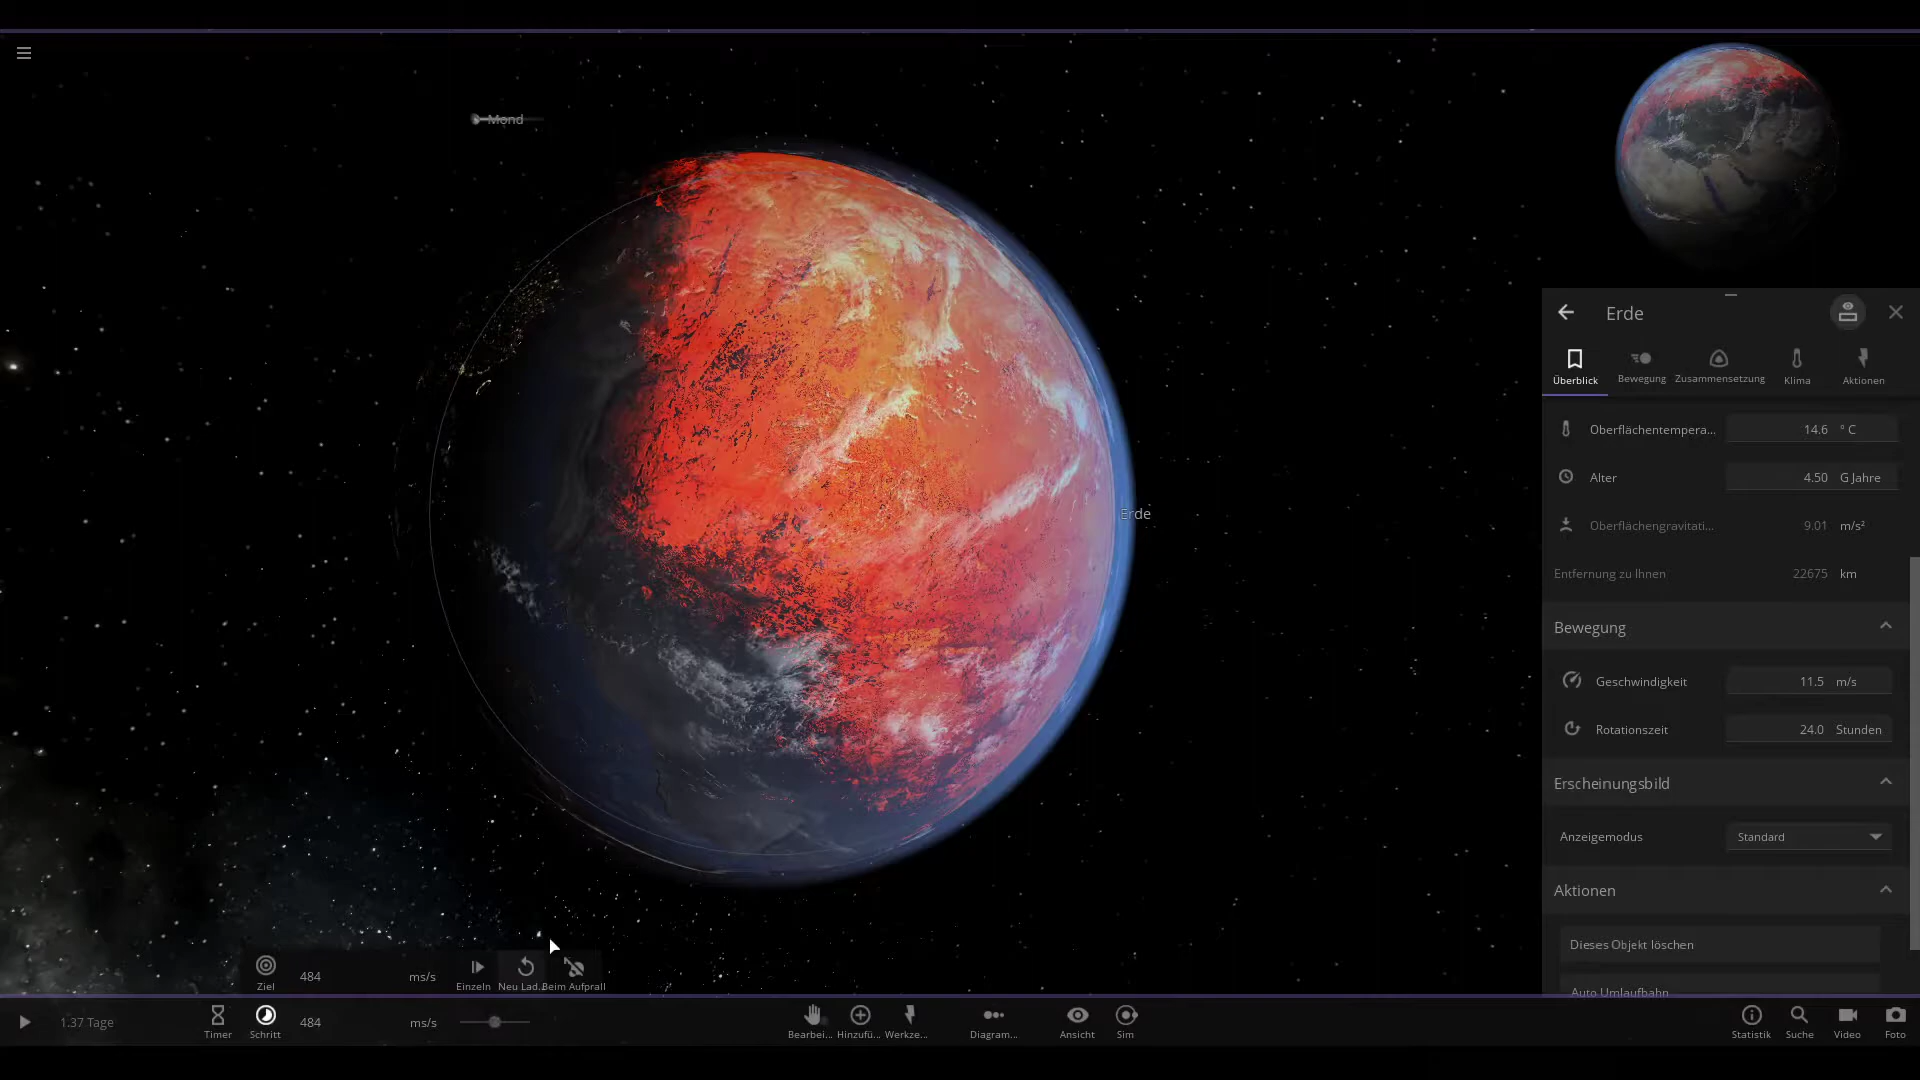 Mond
Erde
Erde
Überblick
Bewegung
Zusammensetzung
Klima
Aktionen
Oberflächentempera... 14.6 ° C
Alter 4.50 G Jahre
Oberflächengravitati... 9.01 m/s²
Entfernung zu Ihnen 22675 km
Bewegung
Geschwindigkeit 11.5 m/s
Rotationszeit 24.0 Stunden
Erscheinungsbild
Anzeigemodus Standard
Aktionen
Dieses Objekt löschen
Auto Umlaufbahn
Ziel 484 ms/s Einzeln Neu Lad... Beim Aufprall
1.37 Tage Timer Schritt 484 ms/s Bearbei... Hinzufü... Werkze... Diagram... Ansicht Sim Statistik Suche Video Foto